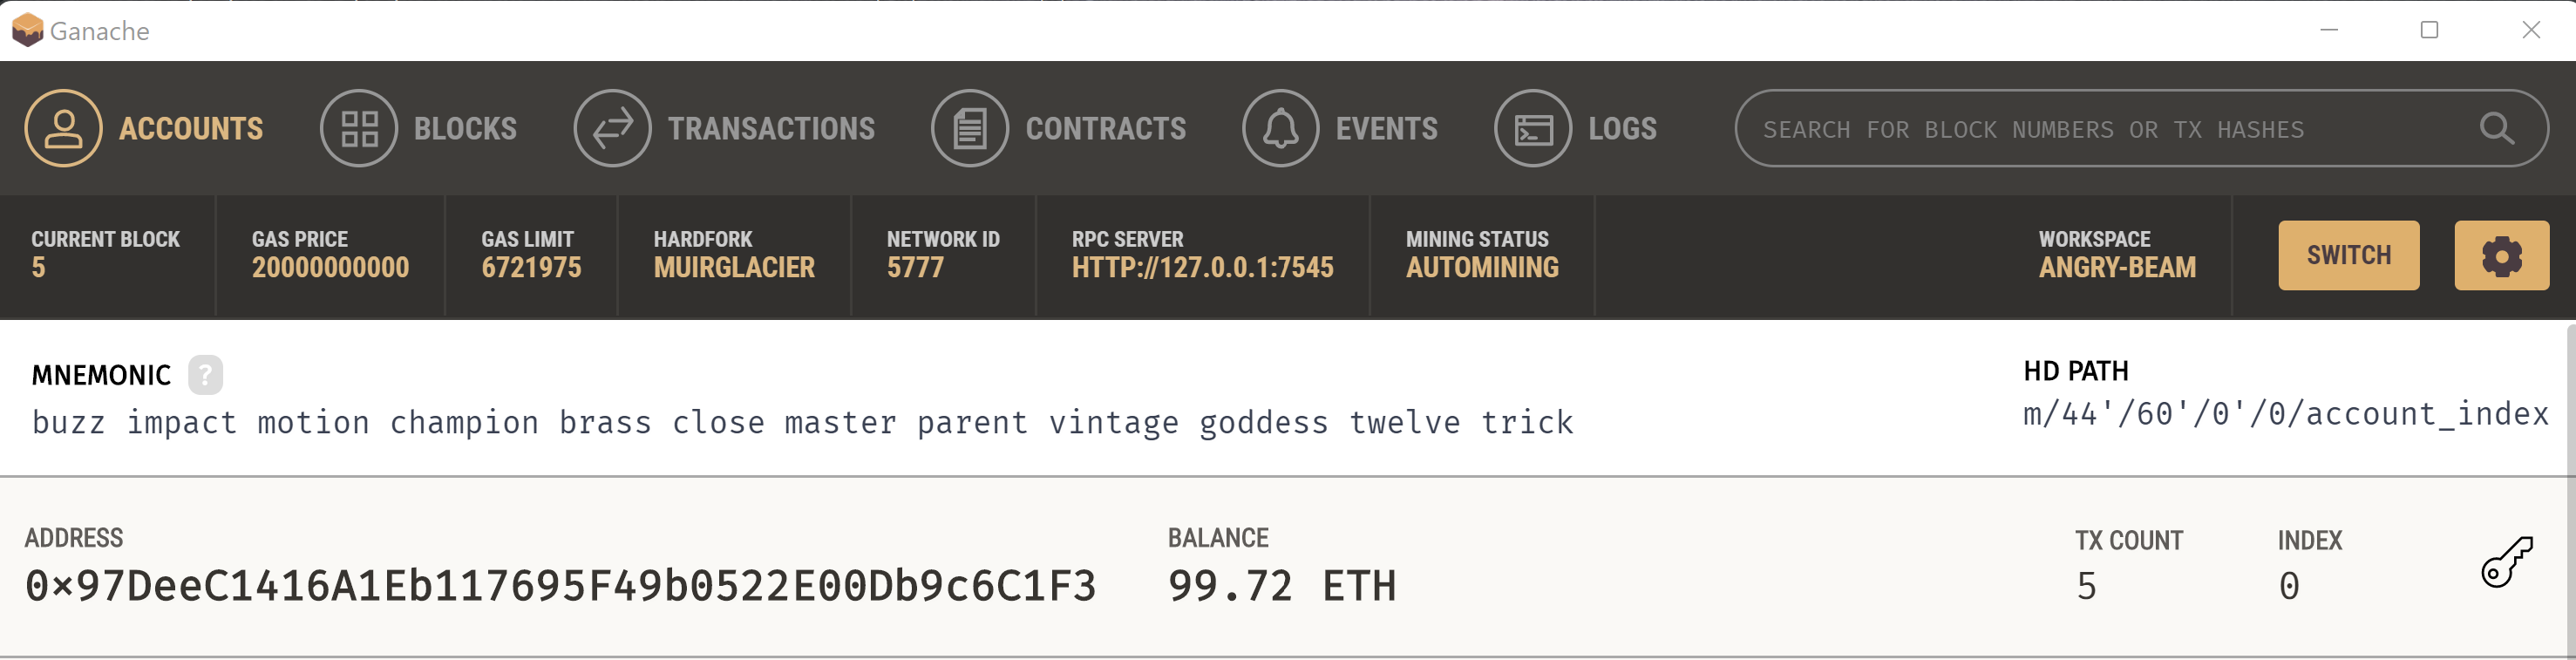 Ganache
ACCOUNTS BLOCKS TRANSACTIONS CONTRACTS EVENTS LOGS SEARCH FOR BLOCK NUMBERS OR TX HASHES
CURRENT BLOCK GAS PRICE GAS LIMIT HARDFORK NETWORK ID RPC SERVER MINING STATUS WORKSPACE
5 20000000000 6721975 MUIRGLACIER 5777 HTTP://127.0.0.1:7545 AUTOMINING ANGRY-BEAM SWITCH
MNEMONIC ? HD PATH
buzz impact motion champion brass close master parent vintage goddess twelve trick m/44'/60'/0'/0/account_index
ADDRESS BALANCE TX COUNT INDEX
0×97DeeC1416A1Eb117695F49b0522E00Db9c6C1F3 99.72 ETH 5 0